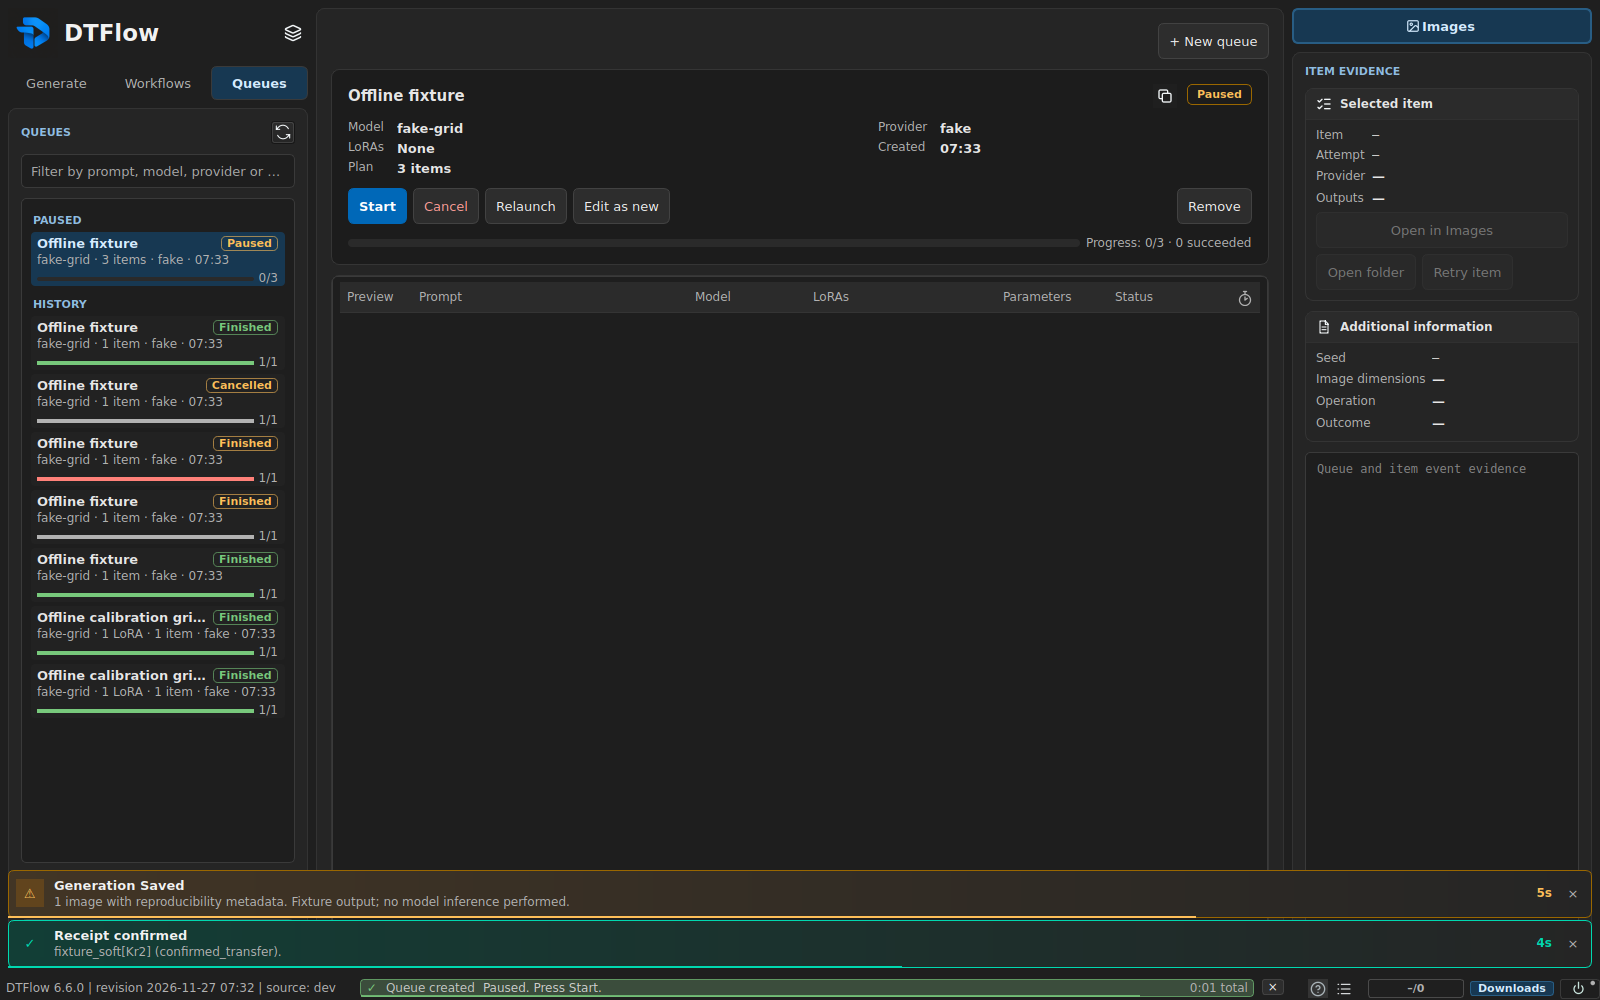 DTFlow
Generate Workflows Queues
QUEUES
Filter by prompt, model, provider or ...
PAUSED
Offline fixture Paused
fake-grid · 3 items · fake · 07:33
0/3
HISTORY
Offline fixture Finished
fake-grid · 1 item · fake · 07:33
1/1
Offline fixture Cancelled
fake-grid · 1 item · fake · 07:33
1/1
Offline fixture Finished
fake-grid · 1 item · fake · 07:33
1/1
Offline fixture Finished
fake-grid · 1 item · fake · 07:33
1/1
Offline fixture Finished
fake-grid · 1 item · fake · 07:33
1/1
Offline calibration gri... Finished
fake-grid · 1 LoRA · 1 item · fake · 07:33
1/1
Offline calibration gri... Finished
fake-grid · 1 LoRA · 1 item · fake · 07:33
1/1
+ New queue
Offline fixture Paused
Model fake-grid Provider fake
LoRAs None Created 07:33
Plan 3 items
Start Cancel Relaunch Edit as new Remove
Progress: 0/3 · 0 succeeded
Preview Prompt Model LoRAs Parameters Status
Images
ITEM EVIDENCE
Selected item
Item –
Attempt –
Provider —
Outputs —
Open in Images
Open folder Retry item
Additional information
Seed –
Image dimensions —
Operation —
Outcome —
Queue and item event evidence
Generation Saved
1 image with reproducibility metadata. Fixture output; no model inference performed.
5s ×
Receipt confirmed
fixture_soft[Kr2] (confirmed_transfer).
4s ×
DTFlow 6.6.0 | revision 2026-11-27 07:32 | source: dev
✓ Queue created Paused. Press Start. 0:01 total ×
–/0 Downloads